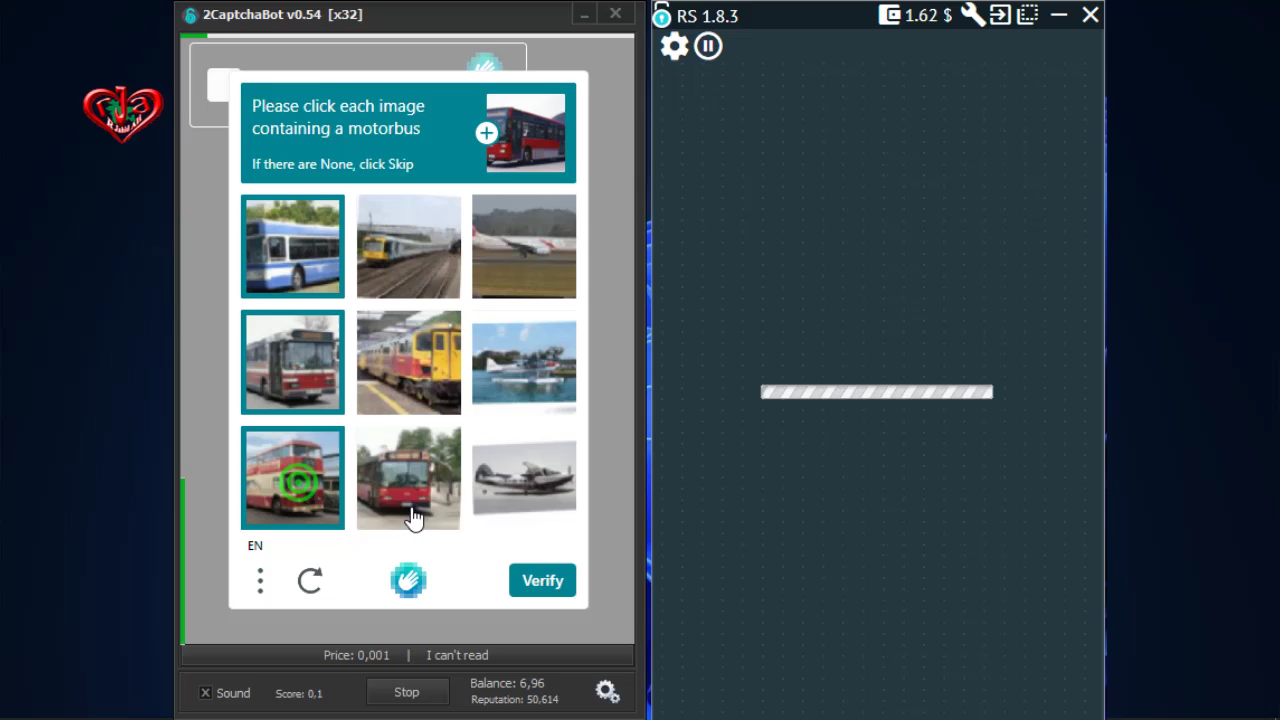 2CaptchaBot v0.54 [x32]
Please click each image
containing a motorbus
If there are None, click Skip
EN
Verify
Price: 0,001 | I can't read
Sound
Score: 0,1
Stop
Balance: 6,96
Reputation: 50,614
RS 1.8.3
1.62 $